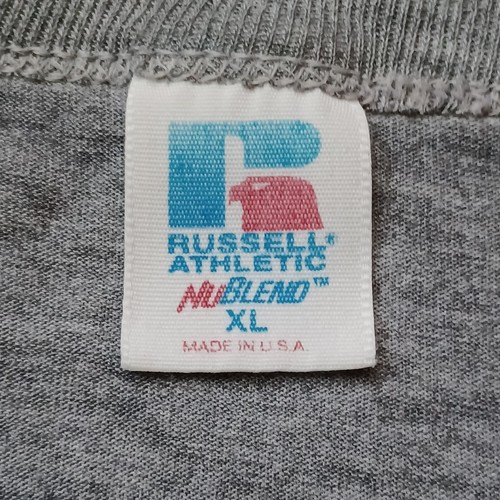 RUSSELL®
ATHLETIC
NUBLEND™
XL
MADE IN U.S.A.